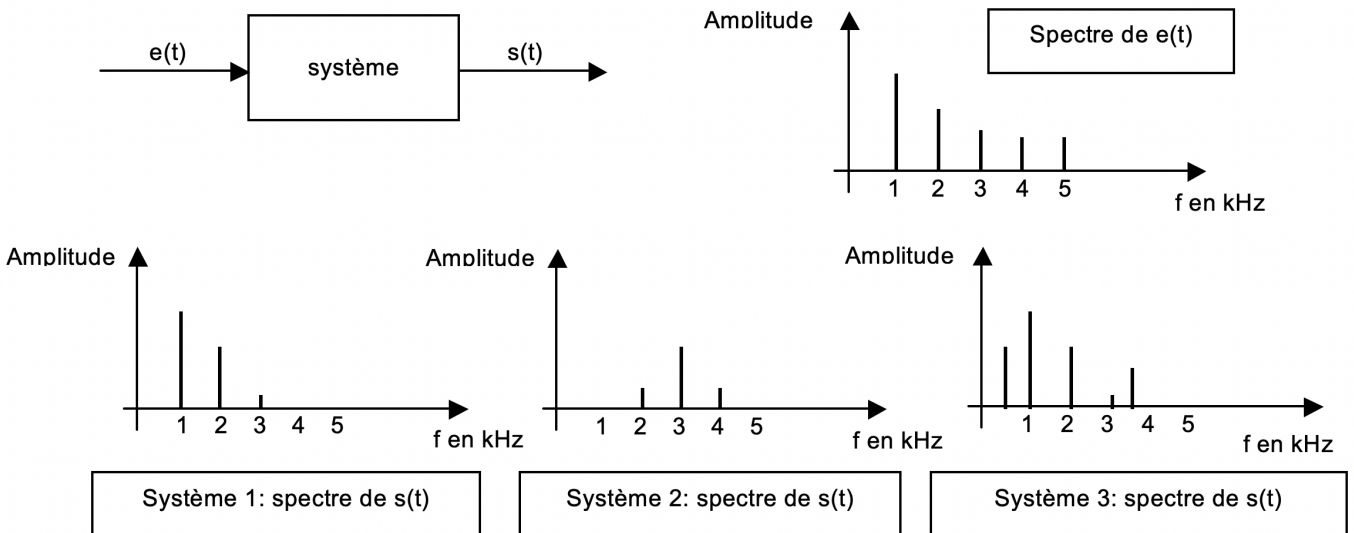 e(t)
système
s(t)
Amplitude
Spectre de e(t)
1 2 3 4 5
f en kHz
Amplitude
1 2 3 4 5
f en kHz
Système 1: spectre de s(t)
Amplitude
1 2 3 4 5
f en kHz
Système 2: spectre de s(t)
Amplitude
1 2 3 4 5
f en kHz
Système 3: spectre de s(t)